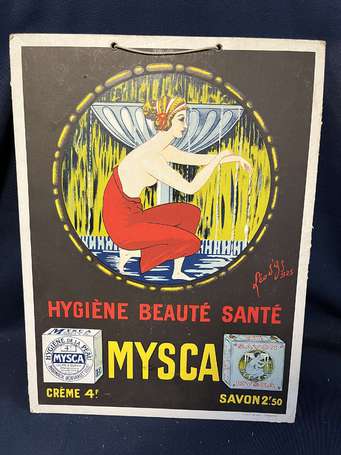 HYGIÈNE BEAUTÉ SANTÉ
HYGIÈNE DE LA PEAU
MYSCA
MYSCA
CRÈME 4F
SAVON 2F50